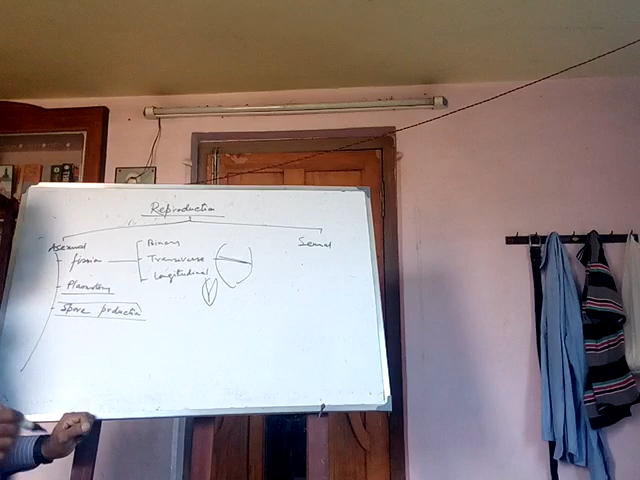 Reproduction
Asexual
Sexual
fission
Binary
Transverse
Longitudinal
Plasmotomy
Spore production